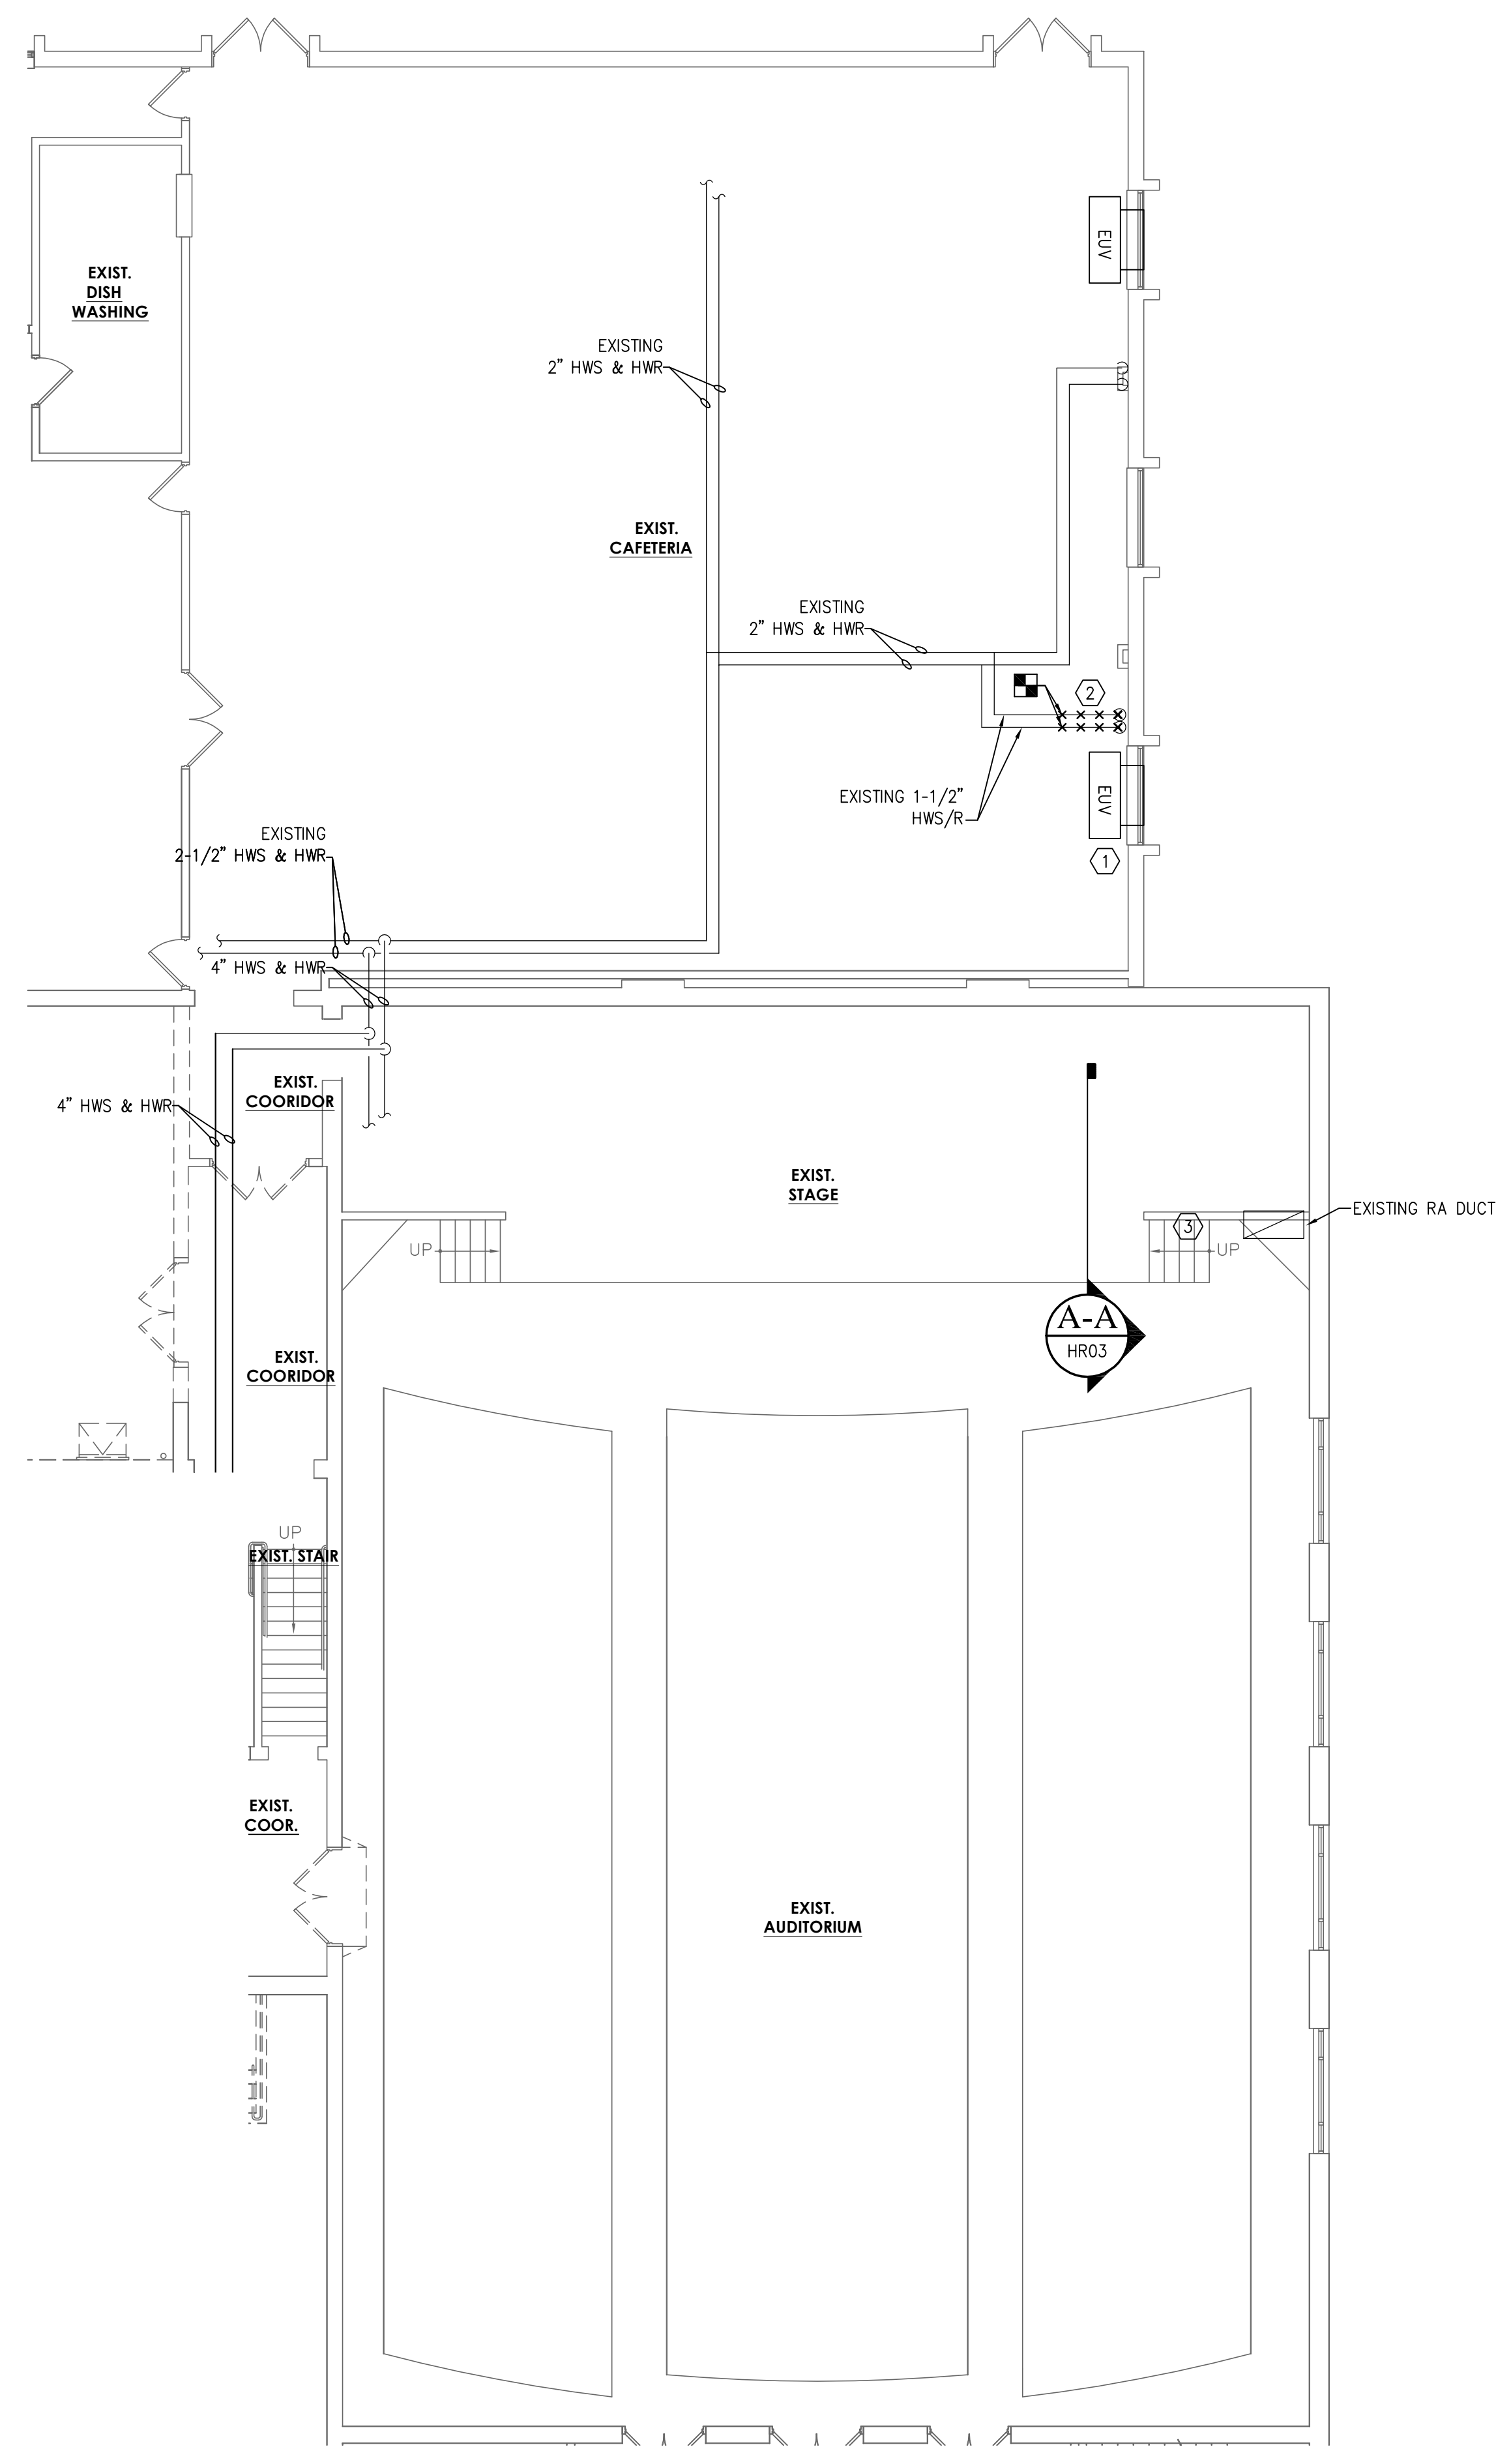 EXIST.
DISH
WASHING
EUV
EXISTING
2" HWS & HWR
EXIST.
CAFETERIA
EXISTING
2" HWS & HWR
2
EXISTING 1-1/2"
HWS/R
EUV
1
EXISTING
2-1/2" HWS & HWR
4" HWS & HWR
EXIST.
COORIDOR
4" HWS & HWR
EXIST.
STAGE
EXISTING RA DUCT
3
UP
UP
A-A
HR03
EXIST.
COORIDOR
UP
EXIST. STAIR
EXIST.
COOR.
EXIST.
AUDITORIUM